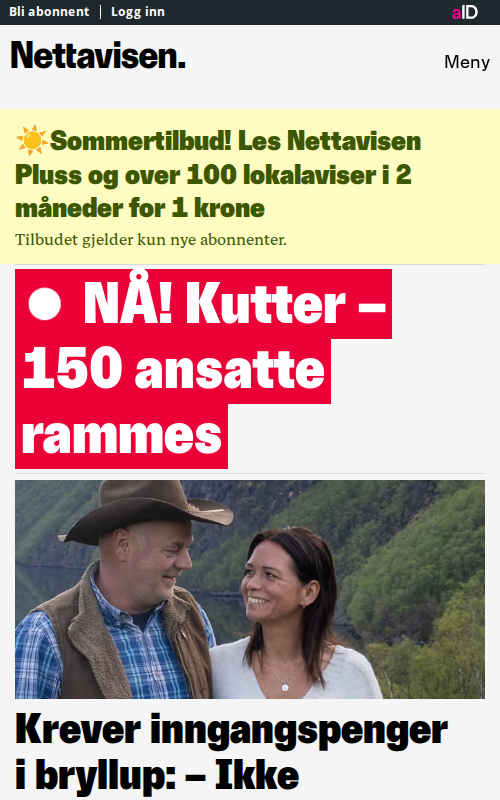 Bli abonnent | Logg inn
aID
Nettavisen.
Meny
☀️Sommertilbud! Les Nettavisen
Pluss og over 100 lokalaviser i 2
måneder for 1 krone
Tilbudet gjelder kun nye abonnenter.
NÅ! Kutter –
150 ansatte
rammes
Krever inngangspenger
i bryllup: – Ikke